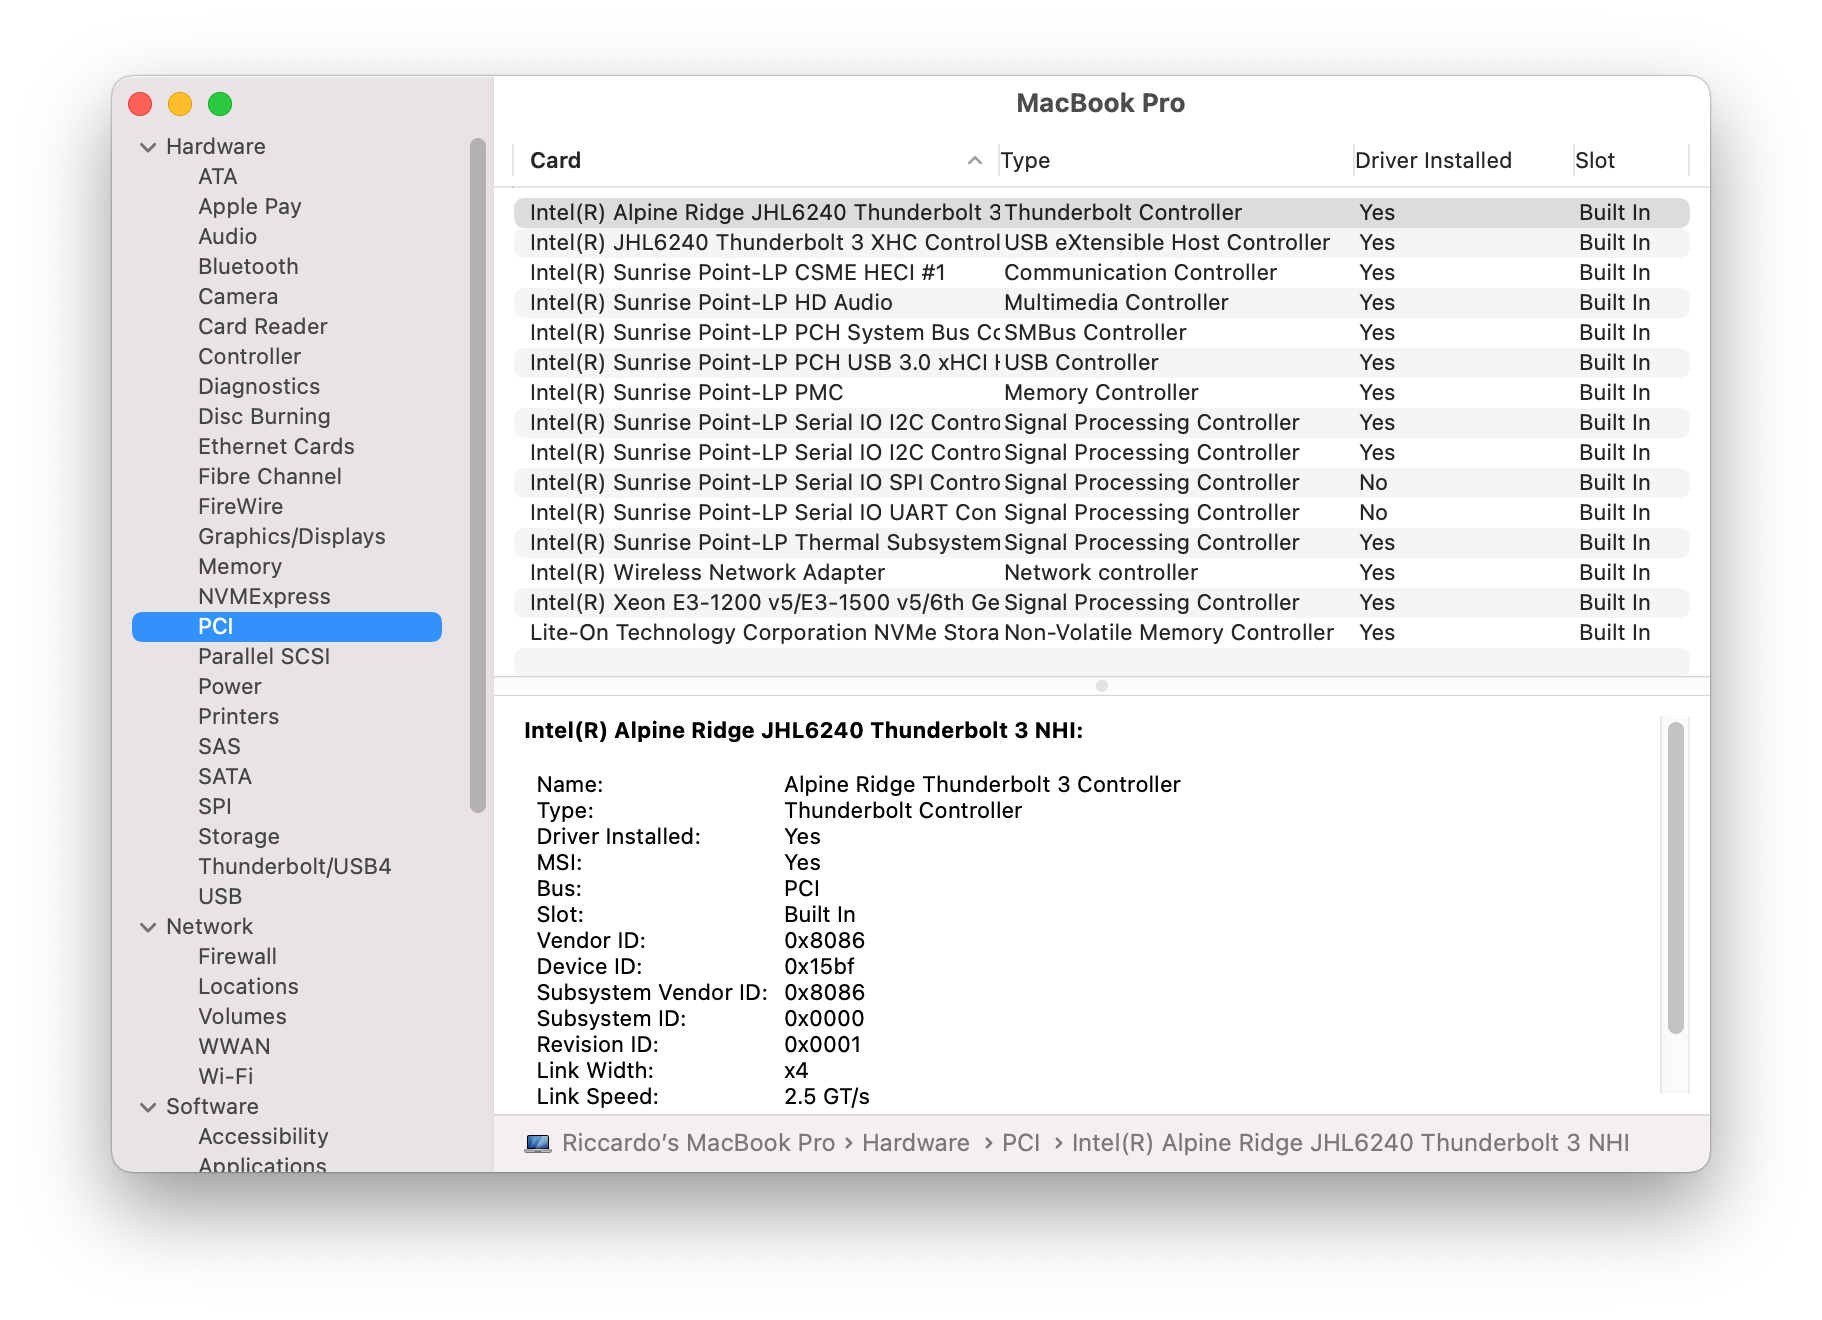 MacBook Pro
Hardware
ATA
Apple Pay
Audio
Bluetooth
Camera
Card Reader
Controller
Diagnostics
Disc Burning
Ethernet Cards
Fibre Channel
FireWire
Graphics/Displays
Memory
NVMExpress
PCI
Parallel SCSI
Power
Printers
SAS
SATA
SPI
Storage
Thunderbolt/USB4
USB
Network
Firewall
Locations
Volumes
WWAN
Wi-Fi
Software
Accessibility
Applications
Card Type Driver Installed Slot
Intel(R) Alpine Ridge JHL6240 Thunderbolt 3 Thunderbolt Controller Yes Built In
Intel(R) JHL6240 Thunderbolt 3 XHC Control USB eXtensible Host Controller Yes Built In
Intel(R) Sunrise Point-LP CSME HECI #1 Communication Controller Yes Built In
Intel(R) Sunrise Point-LP HD Audio Multimedia Controller Yes Built In
Intel(R) Sunrise Point-LP PCH System Bus Co SMBus Controller Yes Built In
Intel(R) Sunrise Point-LP PCH USB 3.0 xHCI USB Controller Yes Built In
Intel(R) Sunrise Point-LP PMC Memory Controller Yes Built In
Intel(R) Sunrise Point-LP Serial IO I2C Contro Signal Processing Controller Yes Built In
Intel(R) Sunrise Point-LP Serial IO I2C Contro Signal Processing Controller Yes Built In
Intel(R) Sunrise Point-LP Serial IO SPI Contro Signal Processing Controller No Built In
Intel(R) Sunrise Point-LP Serial IO UART Con Signal Processing Controller No Built In
Intel(R) Sunrise Point-LP Thermal Subsystem Signal Processing Controller Yes Built In
Intel(R) Wireless Network Adapter Network controller Yes Built In
Intel(R) Xeon E3-1200 v5/E3-1500 v5/6th Ge Signal Processing Controller Yes Built In
Lite-On Technology Corporation NVMe Stora Non-Volatile Memory Controller Yes Built In
Intel(R) Alpine Ridge JHL6240 Thunderbolt 3 NHI:
Name: Alpine Ridge Thunderbolt 3 Controller
Type: Thunderbolt Controller
Driver Installed: Yes
MSI: Yes
Bus: PCI
Slot: Built In
Vendor ID: 0x8086
Device ID: 0x15bf
Subsystem Vendor ID: 0x8086
Subsystem ID: 0x0000
Revision ID: 0x0001
Link Width: x4
Link Speed: 2.5 GT/s
Riccardo’s MacBook Pro › Hardware › PCI › Intel(R) Alpine Ridge JHL6240 Thunderbolt 3 NHI